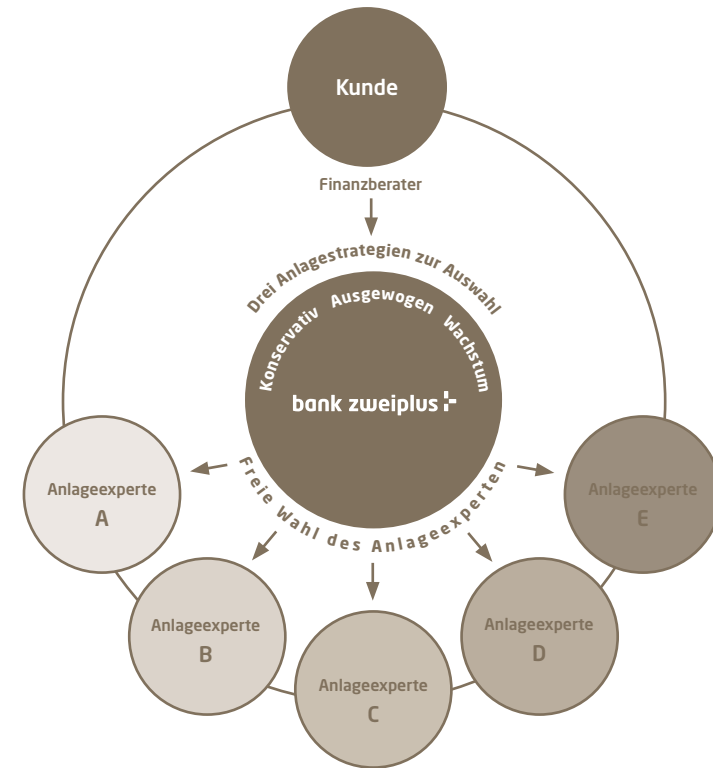 Kunde
Finanzberater
Drei Anlagestrategien zur Auswahl
Konservativ Ausgewogen Wachstum
bank zweiplus
Freie Wahl des Anlageexperten
Anlageexperte
A
Anlageexperte
B
Anlageexperte
C
Anlageexperte
D
Anlageexperte
E